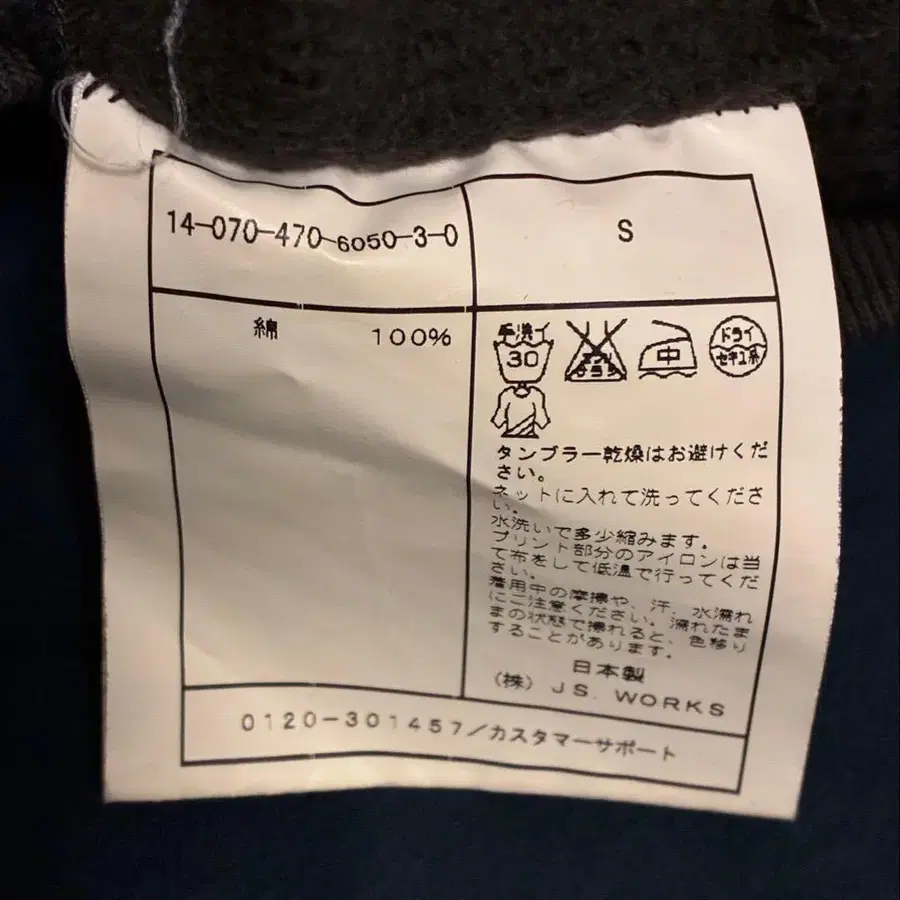 14-070-470-6050-3-0
S
綿 100%
手洗イ
30
エンソ
サラシ
中
ドライ
セキユ系
タンブラー乾燥はお避けくだ
さい。
ネットに入れて洗ってくださ
い。
水洗いで多少縮みます。
プリント部分のアイロンは当
て布をして低温で行ってくだ
さい。
着用中の摩擦や、汗、水濡れ
にご注意ください。濡れたま
まの状態で擦れると、色移り
することがあります。
日本製
(株) JS. WORKS
0120-301457/カスタマーサポート